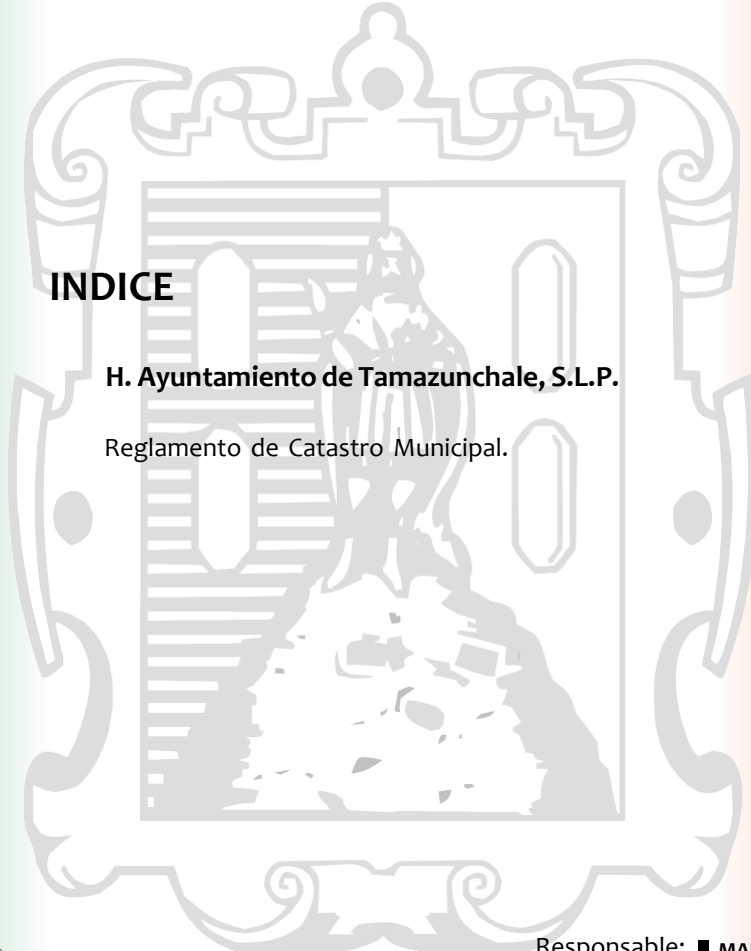 INDICE
H. Ayuntamiento de Tamazunchale, S.L.P.
Reglamento de Catastro Municipal.
Responsable: